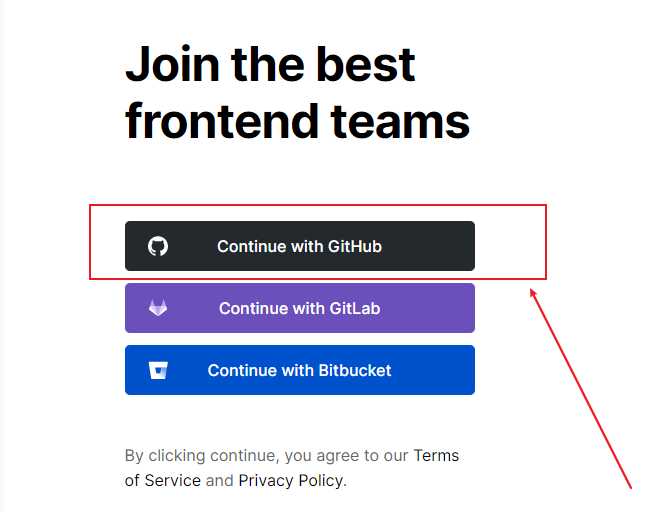 Join the best
frontend teams
Continue with GitHub
Continue with GitLab
Continue with Bitbucket
By clicking continue, you agree to our Terms
of Service and Privacy Policy.